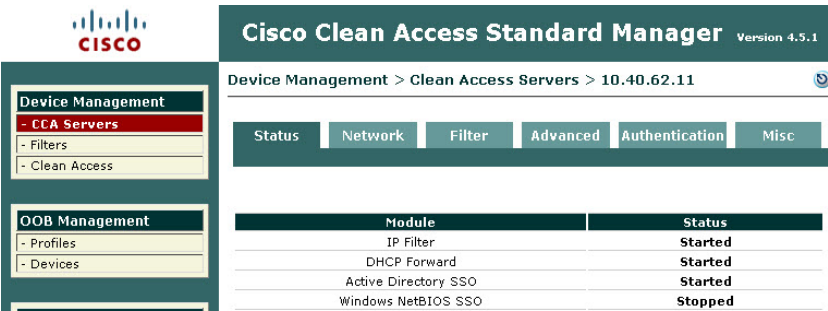 CISCO
Cisco Clean Access Standard Manager Version 4.5.1
Device Management > Clean Access Servers > 10.40.62.11
Device Management
- CCA Servers
- Filters
- Clean Access
OOB Management
- Profiles
- Devices
Status Network Filter Advanced Authentication Misc
Module Status
IP Filter Started
DHCP Forward Started
Active Directory SSO Started
Windows NetBIOS SSO Stopped